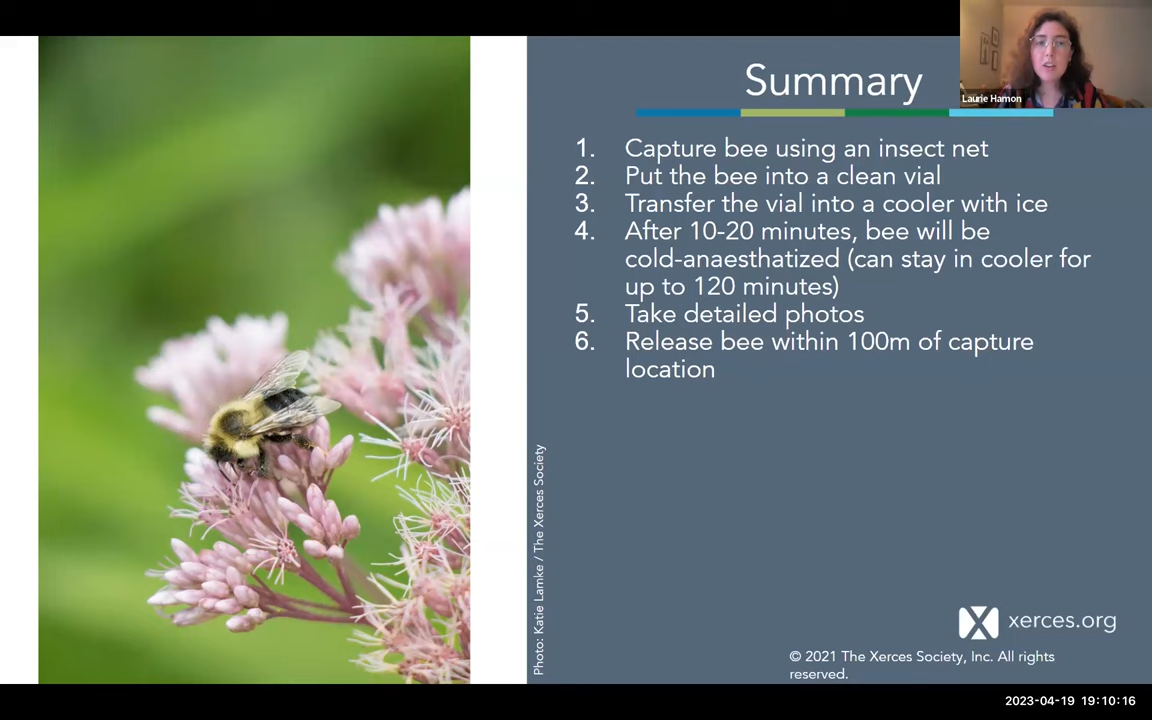 Summary
Laurie Hamon
1. Capture bee using an insect net
2. Put the bee into a clean vial
3. Transfer the vial into a cooler with ice
4. After 10-20 minutes, bee will be
cold-anaesthatized (can stay in cooler for
up to 120 minutes)
5. Take detailed photos
6. Release bee within 100m of capture
location
Photo: Katie Lamke / The Xerces Society
xerces.org
© 2021 The Xerces Society, Inc. All rights
reserved.
2023-04-19 19:10:16